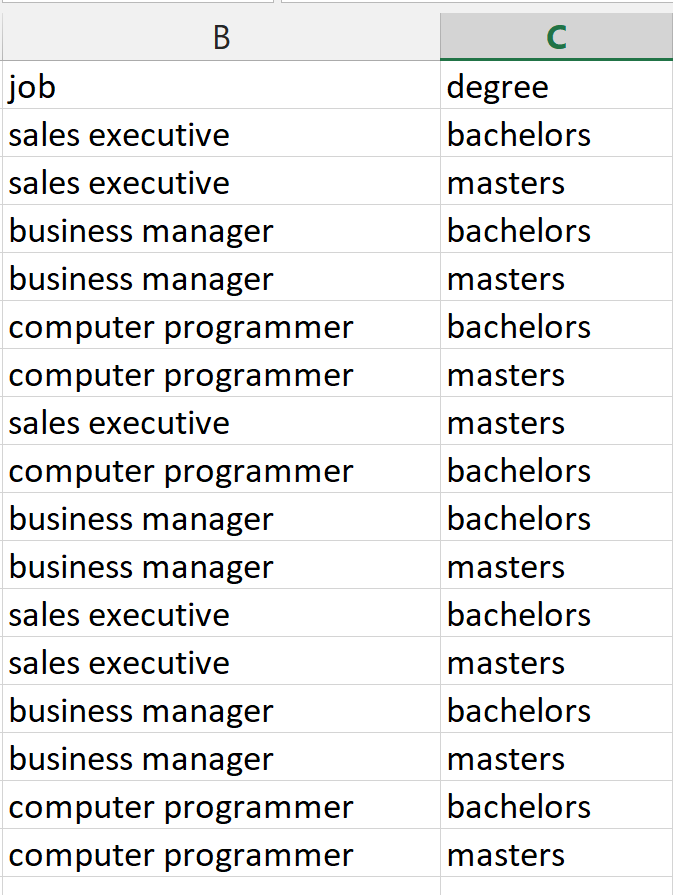 B C
job degree
sales executive bachelors
sales executive masters
business manager bachelors
business manager masters
computer programmer bachelors
computer programmer masters
sales executive masters
computer programmer bachelors
business manager bachelors
business manager masters
sales executive bachelors
sales executive masters
business manager bachelors
business manager masters
computer programmer bachelors
computer programmer masters